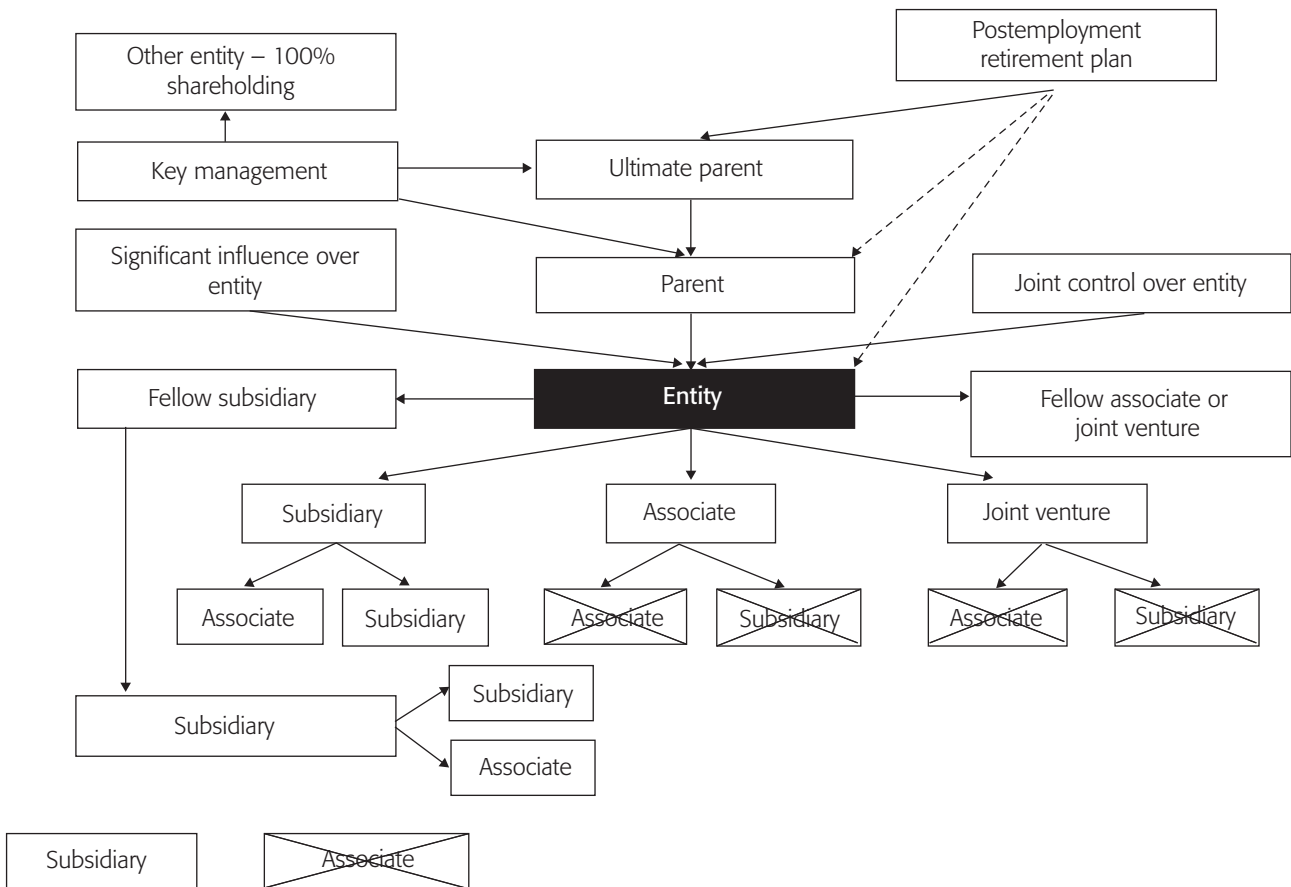 Postemployment
retirement plan
Other entity – 100%
shareholding
Key management
Ultimate parent
Significant influence over
entity
Parent
Joint control over entity
Fellow subsidiary
Entity
Fellow associate or
joint venture
Subsidiary
Associate
Joint venture
Associate
Subsidiary
Associate
Subsidiary
Associate
Subsidiary
Subsidiary
Subsidiary
Associate
Subsidiary
Associate